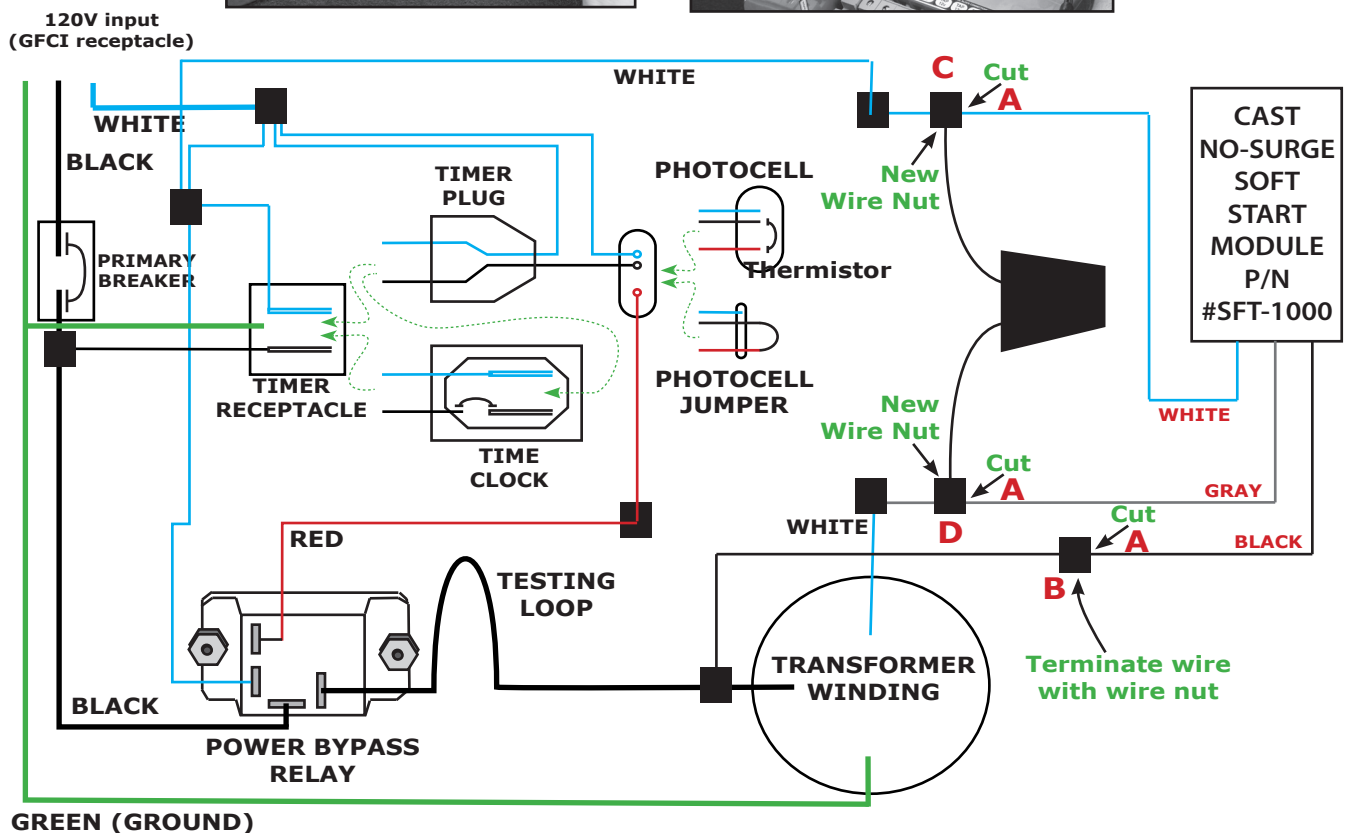 120V input
(GFCI receptacle)
WHITE
BLACK
PRIMARY
BREAKER
WHITE
C
Cut
A
New
Wire Nut
CAST
NO-SURGE
SOFT
START
MODULE
P/N
#SFT-1000
TIMER
PLUG
PHOTOCELL
Thermistor
TIMER
RECEPTACLE
PHOTOCELL
JUMPER
TIME
CLOCK
New
Wire Nut
Cut
A
D
WHITE
WHITE
GRAY
Cut
A
BLACK
B
Terminate wire
with wire nut
RED
TESTING
LOOP
TRANSFORMER
WINDING
BLACK
POWER BYPASS
RELAY
GREEN (GROUND)